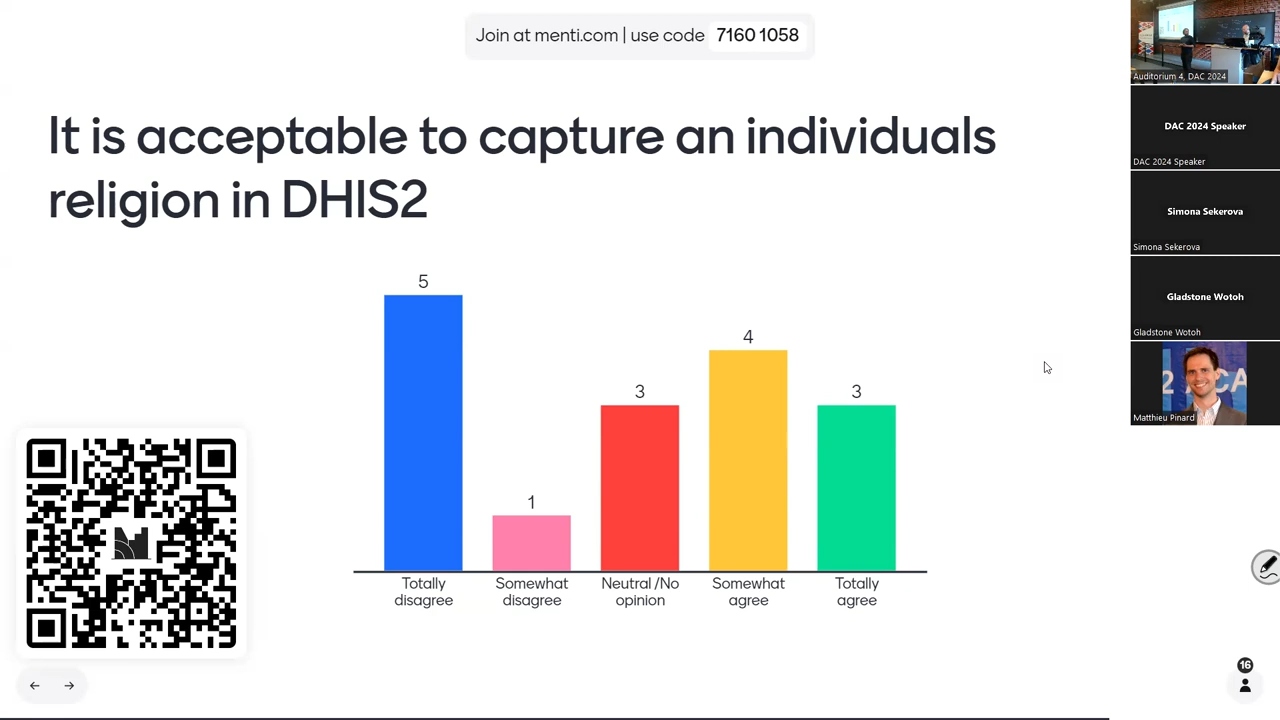 Join at menti.com | use code 7160 1058
It is acceptable to capture an individuals
religion in DHIS2
5
1
3
4
3
Totally
disagree
Somewhat
disagree
Neutral /No
opinion
Somewhat
agree
Totally
agree
Auditorium 4, DAC 2024
DAC 2024 Speaker
DAC 2024 Speaker
Simona Sekerova
Simona Sekerova
Gladstone Wotoh
Gladstone Wotoh
2 ACA
Matthieu Pinard
16